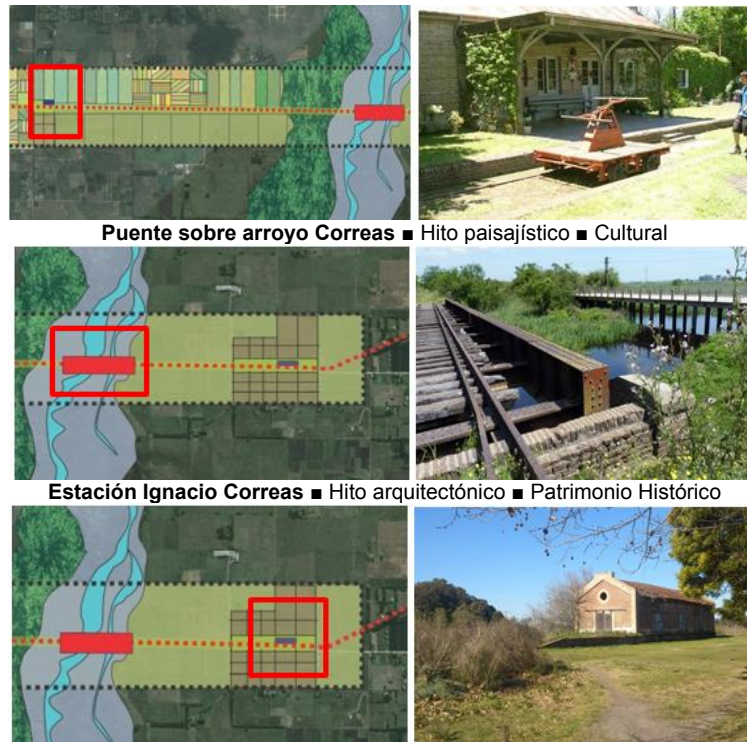 Puente sobre arroyo Correas ■ Hito paisajístico ■ Cultural
Estación Ignacio Correas ■ Hito arquitectónico ■ Patrimonio Histórico